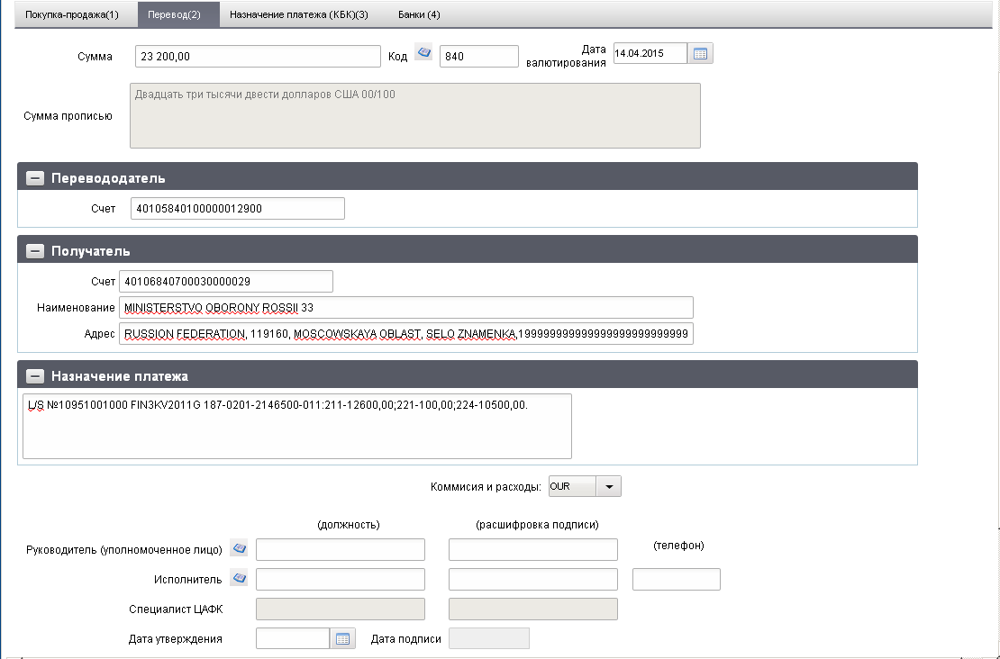 Покупка-продажа(1) Перевод(2) Назначение платежа (КБК)(3) Банки (4)
Сумма 23 200,00 Код 840 Дата валютирования 14.04.2015
Двадцать три тысячи двести долларов США 00/100
Сумма прописью
Перевододатель
Счет 40105840100000012900
Получатель
Счет 40106840700030000029
Наименование MINISTERSTVO OBORONY ROSSII 33
Адрес RUSSION FEDERATION, 119160, MOSCOWSKAYA OBLAST, SELO ZNAMENKA,1999999999999999999999999999
Назначение платежа
L/S №10951001000 FIN3KV2011G 187-0201-2146500-011:211-12600,00;221-100,00;224-10500,00.
Коммисия и расходы: OUR
(должность) (расшифровка подписи)
Руководитель (уполномоченное лицо) (телефон)
Исполнитель
Специалист ЦАФК
Дата утверждения Дата подписи